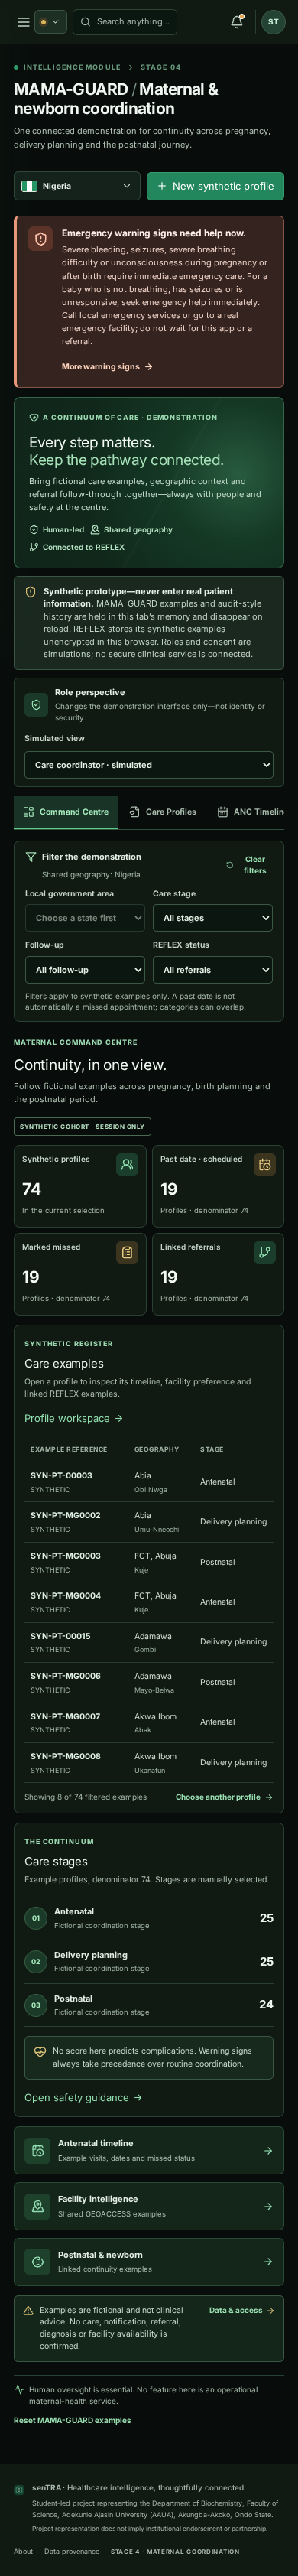 Search anything...
ST
INTELLIGENCE MODULE > STAGE 04
MAMA-GUARD / Maternal &
newborn coordination
One connected demonstration for continuity across pregnancy,
delivery and the postnatal journey.
Nigeria
+ New synthetic profile
Emergency warning signs need help now.
Severe bleeding, seizures, severe breathing
difficulty or unconsciousness during pregnancy or
after birth require immediate emergency care. For a
baby who is not breathing, has seizures or is
unresponsive, seek emergency help immediately.
Call local emergency services or go to a real
emergency facility; do not wait for this app or a
referral.
More warning signs →
A CONTINUUM OF CARE · DEMONSTRATION
Every step matters.
Keep the pathway connected.
Bring fictional care examples, geographic context and
referral follow-through together—always with people and
safety at the centre.
Human-led
Shared geography
Connected to REFLEX
Synthetic prototype—never enter real patient
information. MAMA-GUARD examples and audit-style
history are held in this tab's memory and disappear on
reload. REFLEX stores its synthetic examples
unencrypted in this browser. Roles and consent are
simulations; no secure clinical service is connected.
Role perspective
Changes the demonstration interface only—not identity or
security.
Simulated view
Care coordinator · simulated
Command Centre
Care Profiles
ANC Timeline
Filter the demonstration
Shared geography: Nigeria
Clear
filters
Local government area
Care stage
Choose a state first
All stages
Follow-up
REFLEX status
All follow-up
All referrals
Filters apply to synthetic examples only. A past date is not
automatically a missed appointment; categories can overlap.
MATERNAL COMMAND CENTRE
Continuity, in one view.
Follow fictional examples across pregnancy, birth planning and
the postnatal period.
SYNTHETIC COHORT · SESSION ONLY
Synthetic profiles
74
In the current selection
Past date · scheduled
19
Profiles · denominator 74
Marked missed
19
Profiles · denominator 74
Linked referrals
19
Profiles · denominator 74
SYNTHETIC REGISTER
Care examples
Open a profile to inspect its timeline, facility preference and
linked REFLEX examples.
Profile workspace →
EXAMPLE REFERENCE GEOGRAPHY STAGE
SYN-PT-00003 Abia Antenatal
SYNTHETIC Obi Nwga
SYN-PT-MG0002 Abia Delivery planning
SYNTHETIC Umu-Nneochi
SYN-PT-MG0003 FCT, Abuja Postnatal
SYNTHETIC Kuje
SYN-PT-MG0004 FCT, Abuja Antenatal
SYNTHETIC Kuje
SYN-PT-00015 Adamawa Delivery planning
SYNTHETIC Gombi
SYN-PT-MG0006 Adamawa Postnatal
SYNTHETIC Mayo-Belwa
SYN-PT-MG0007 Akwa Ibom Antenatal
SYNTHETIC Abak
SYN-PT-MG0008 Akwa Ibom Delivery planning
SYNTHETIC Ukanafun
Showing 8 of 74 filtered examples
Choose another profile →
THE CONTINUUM
Care stages
Example profiles, denominator 74. Stages are manually selected.
01 Antenatal 25
Fictional coordination stage
02 Delivery planning 25
Fictional coordination stage
03 Postnatal 24
Fictional coordination stage
No score here predicts complications. Warning signs
always take precedence over routine coordination.
Open safety guidance →
Antenatal timeline →
Example visits, dates and missed status
Facility intelligence →
Shared GEOACCESS examples
Postnatal & newborn →
Linked continuity examples
Examples are fictional and not clinical
advice. No care, notification, referral,
diagnosis or facility availability is
confirmed.
Data & access →
Human oversight is essential. No feature here is an operational
maternal-health service.
Reset MAMA-GUARD examples
senTRA · Healthcare intelligence, thoughtfully connected.
Student-led project representing the Department of Biochemistry, Faculty of
Science, Adekunle Ajasin University (AAUA), Akungba-Akoko, Ondo State.
Project representation does not imply institutional endorsement or partnership.
About Data provenance STAGE 4 · MATERNAL COORDINATION